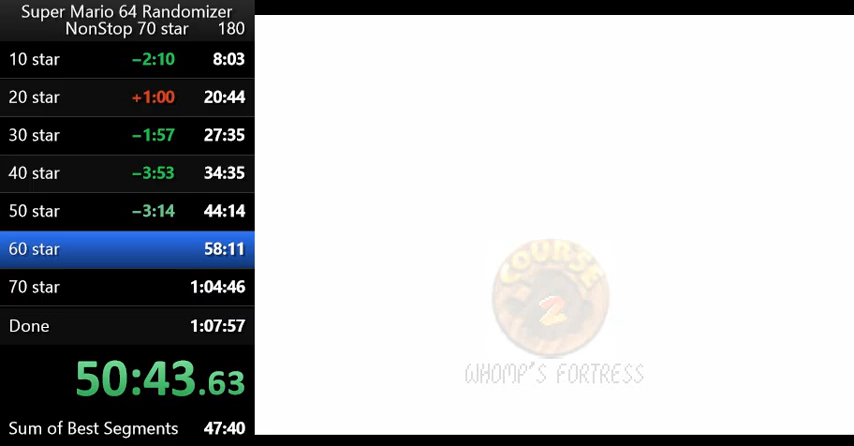 Super Mario 64 Randomizer
NonStop 70 star 180
10 star −2:10 8:03
20 star +1:00 20:44
30 star −1:57 27:35
40 star −3:53 34:35
50 star −3:14 44:14
60 star 58:11
70 star 1:04:46
Done 1:07:57
50:43.63
Sum of Best Segments 47:40
COURSE
2
WHOMP'S FORTRESS